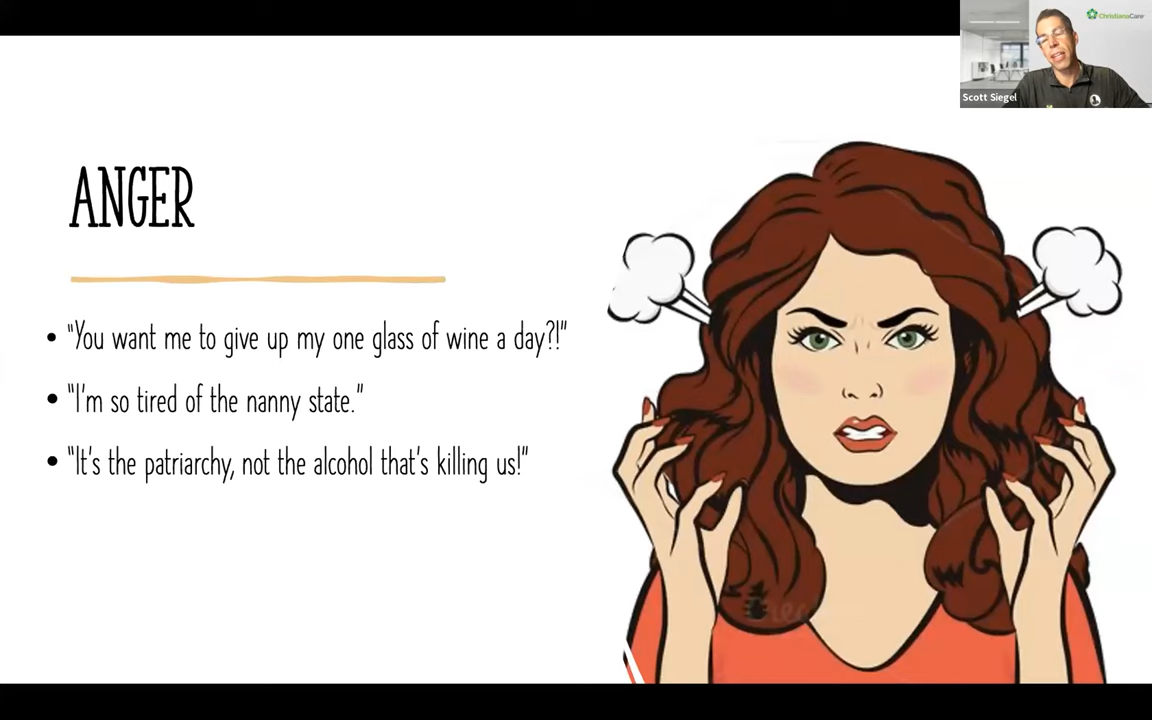 ChristianaCare
Scott Siegel
ANGER
• "You want me to give up my one glass of wine a day?!"
• "I'm so tired of the nanny state."
• "It's the patriarchy, not the alcohol that's killing us!"